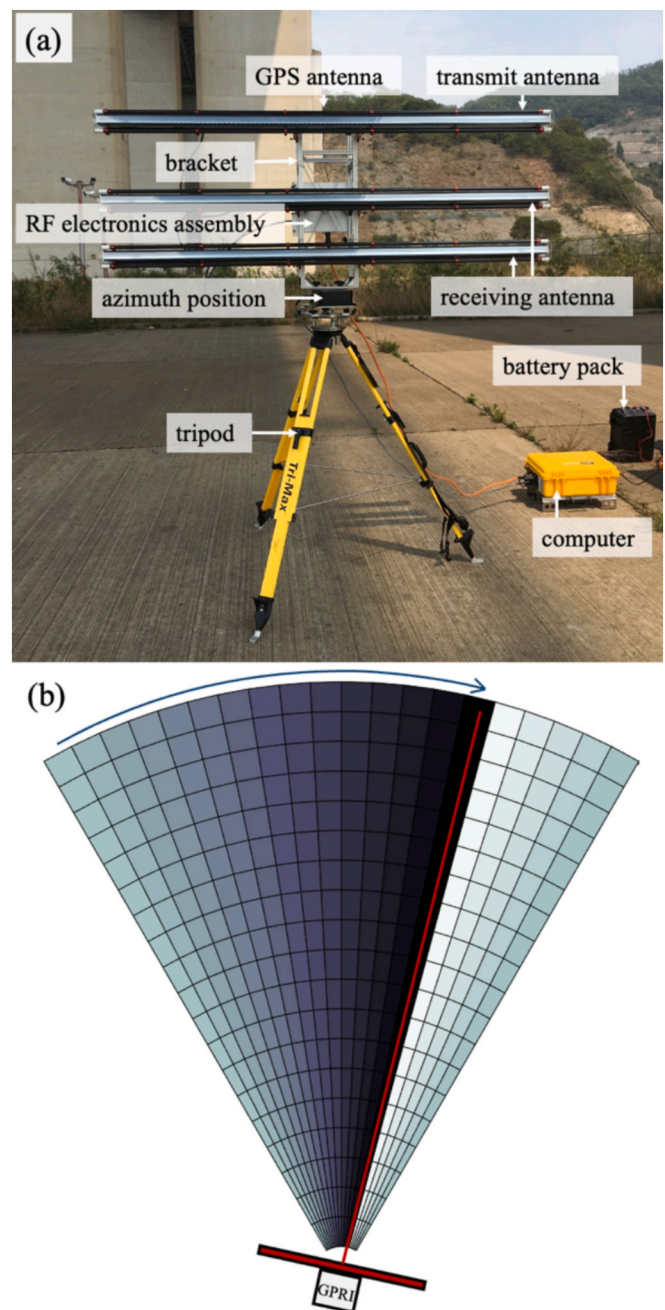 (a)
GPS antenna
transmit antenna
bracket
RF electronics assembly
azimuth position
receiving antenna
battery pack
tripod
Tri-Max
computer
(b)
GPRI